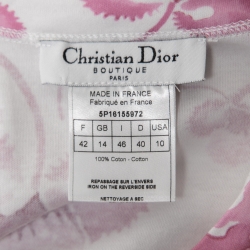 Christian Dior
BOUTIQUE
PARIS
MADE IN FRANCE
Fabriqué en France
5P16155972
F GB I D USA
42 14 46 40 10
100% Cotton - Coton
REPASSAGE SUR L'ENVERS
IRON ON THE REVERSIBLE SIDE
NETTOYAGE A SEC